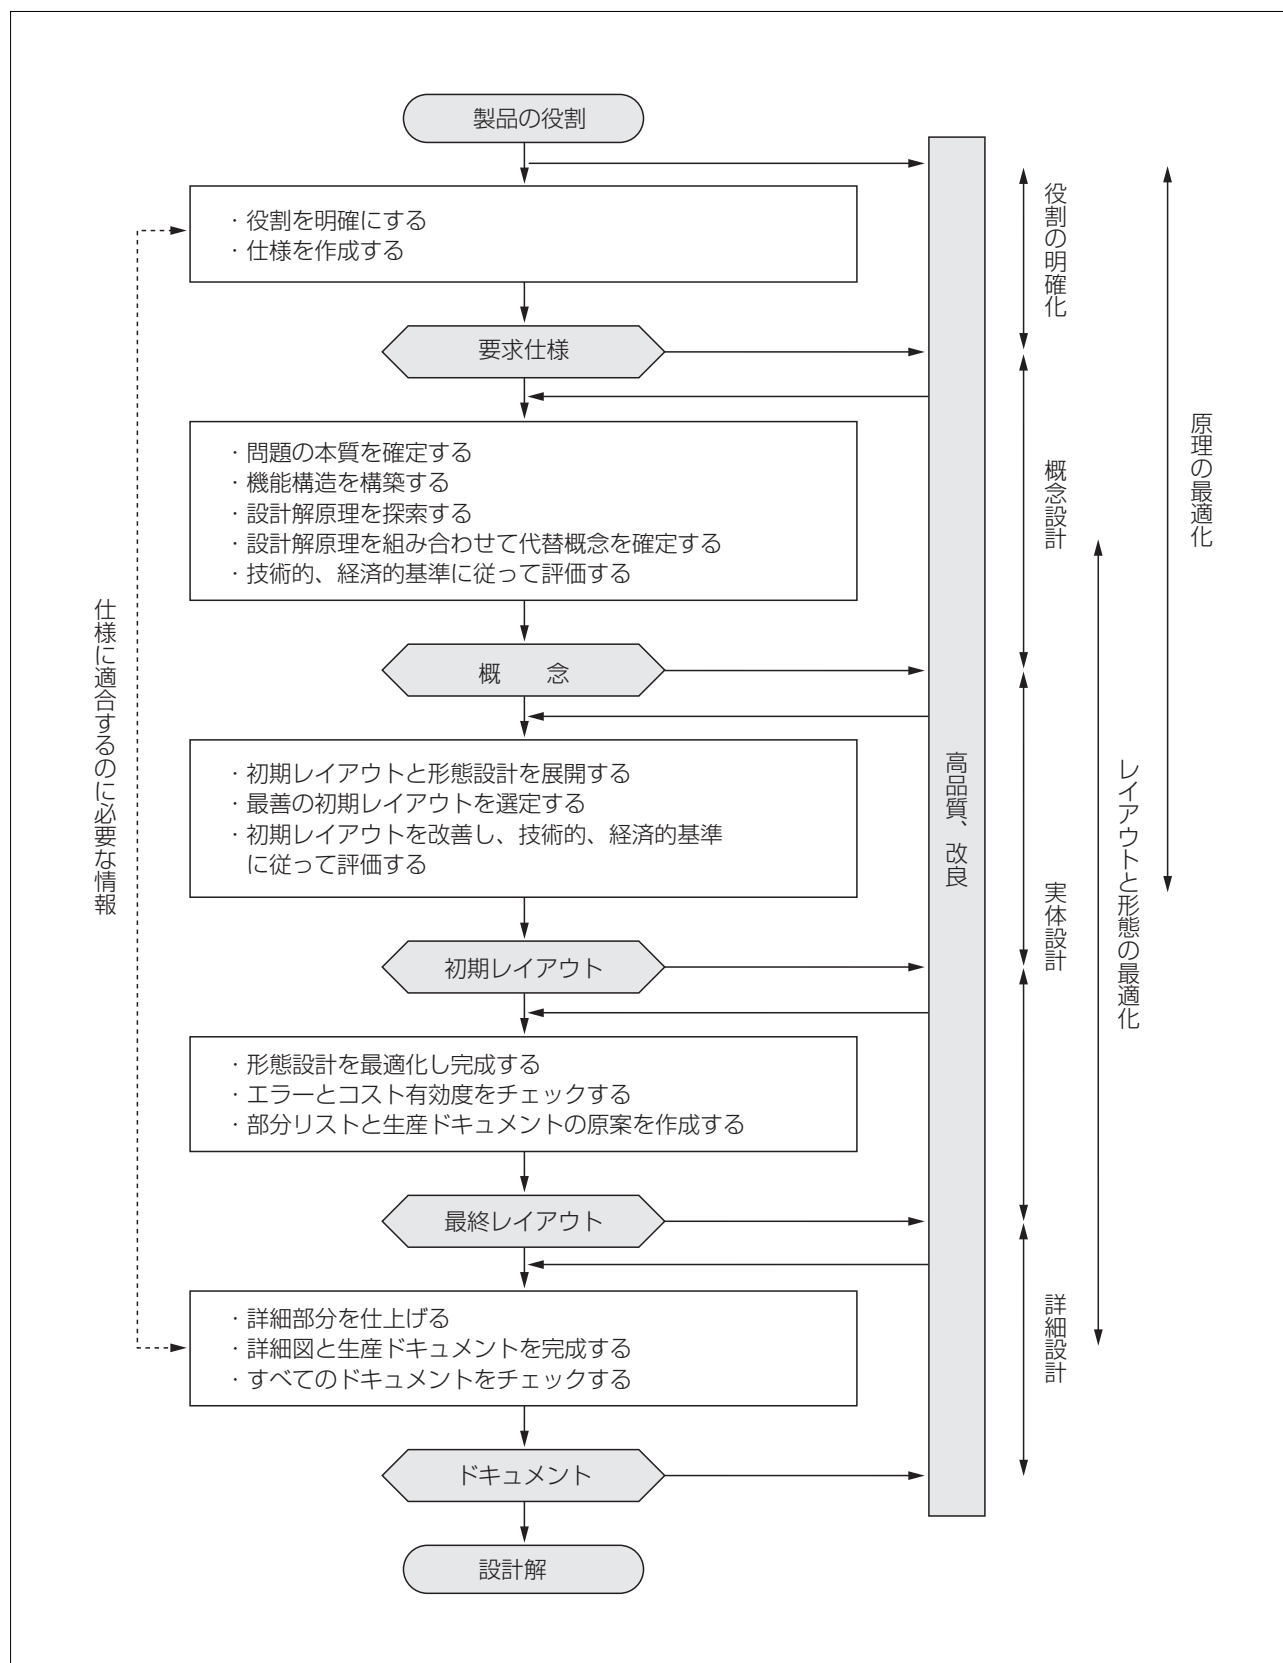 製品の役割
・役割を明確にする
・仕様を作成する
要求仕様
・問題の本質を確定する
・機能構造を構築する
・設計解原理を探索する
・設計解原理を組み合わせて代替概念を確定する
・技術的、経済的基準に従って評価する
概　念
・初期レイアウトと形態設計を展開する
・最善の初期レイアウトを選定する
・初期レイアウトを改善し、技術的、経済的基準
に従って評価する
初期レイアウト
・形態設計を最適化し完成する
・エラーとコスト有効度をチェックする
・部分リストと生産ドキュメントの原案を作成する
最終レイアウト
・詳細部分を仕上げる
・詳細図と生産ドキュメントを完成する
・すべてのドキュメントをチェックする
ドキュメント
設計解
仕様に適合するのに必要な情報
高品質、改良
役割の明確化
概念設計
実体設計
詳細設計
レイアウトと形態の最適化
原理の最適化